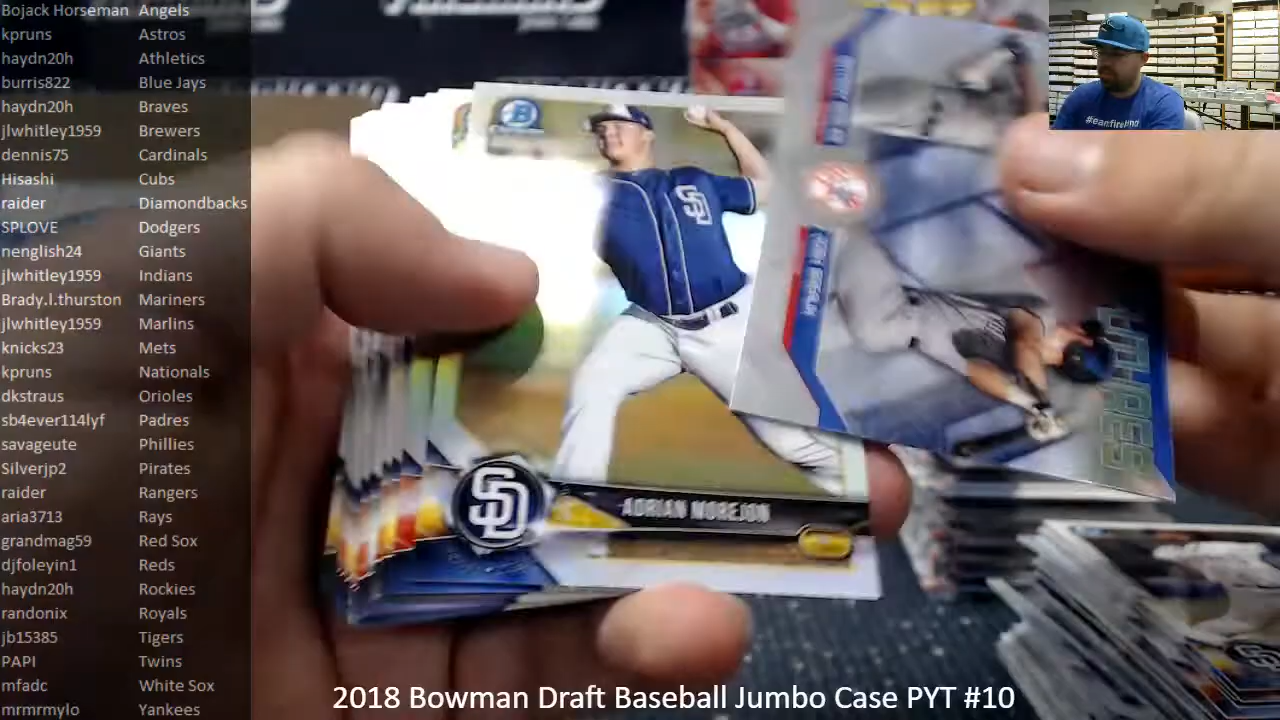 Bojack Horseman Angels
kpruns Astros
haydn20h Athletics
burris822 Blue Jays
haydn20h Braves
jlwhitley1959 Brewers
dennis75 Cardinals
Hisashi Cubs
raider Diamondbacks
SPLOVE Dodgers
nenglish24 Giants
jlwhitley1959 Indians
Brady.l.thurston Mariners
jlwhitley1959 Marlins
knicks23 Mets
kpruns Nationals
dkstraus Orioles
sb4ever114lyf Padres
savageute Phillies
Silverjp2 Pirates
raider Rangers
aria3713 Rays
grandmag59 Red Sox
djfoleyin1 Reds
haydn20h Rockies
randonix Royals
jb15385 Tigers
PAPI Twins
mfadc White Sox
mrmrmylo Yankees
B
SD
SD
ADRIAN MOREJON
2018 Bowman Draft Baseball Jumbo Case PYT #10